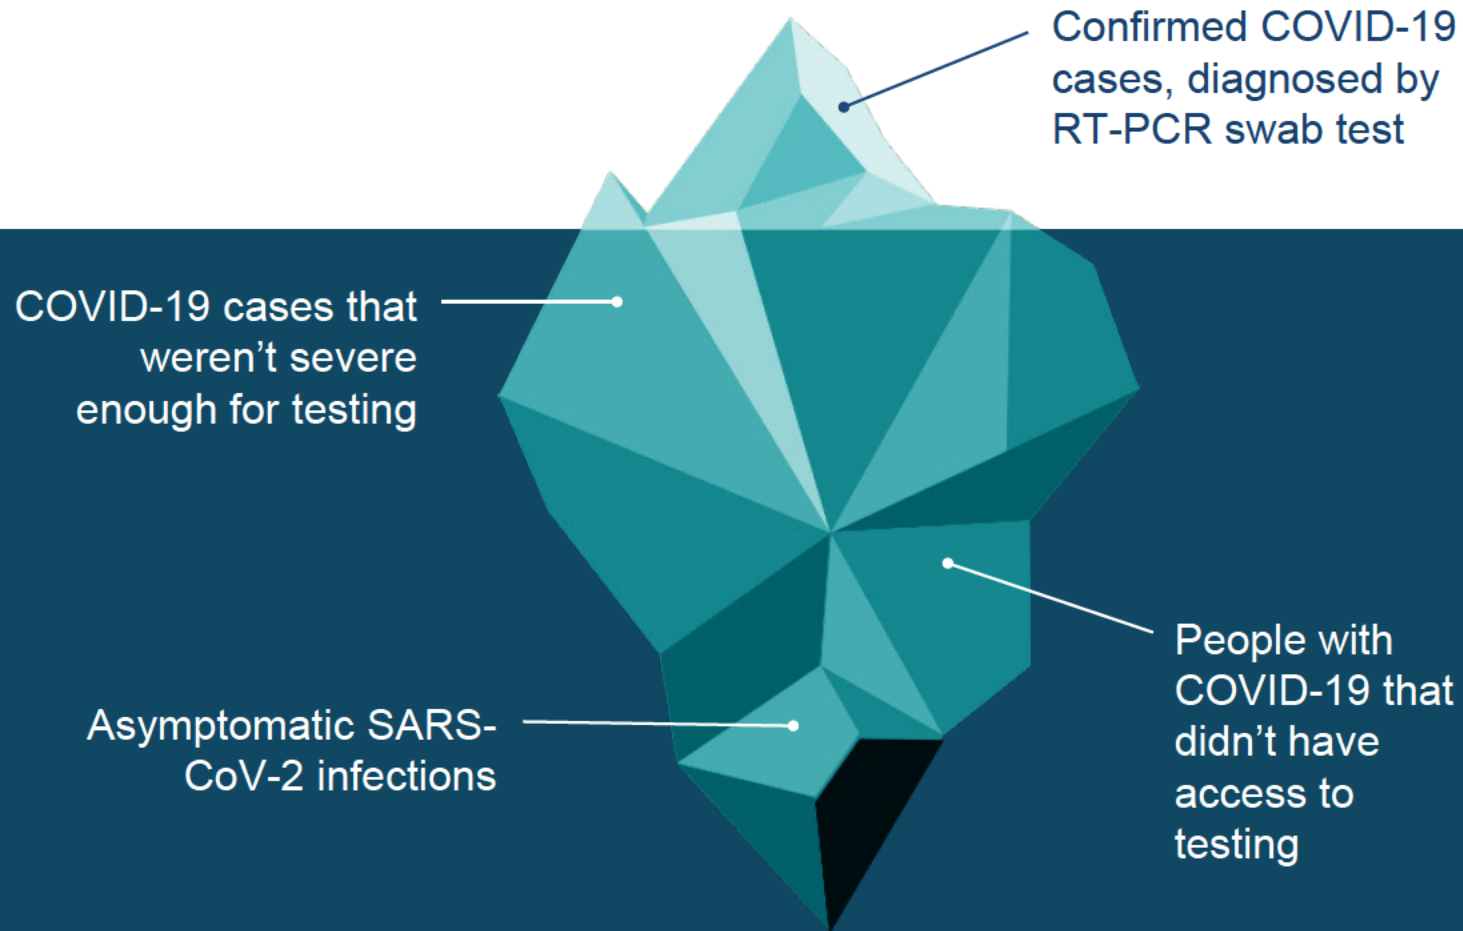 Confirmed COVID-19
cases, diagnosed by
RT-PCR swab test
COVID-19 cases that
weren’t severe
enough for testing
People with
COVID-19 that
didn’t have
access to
testing
Asymptomatic SARS-
CoV-2 infections